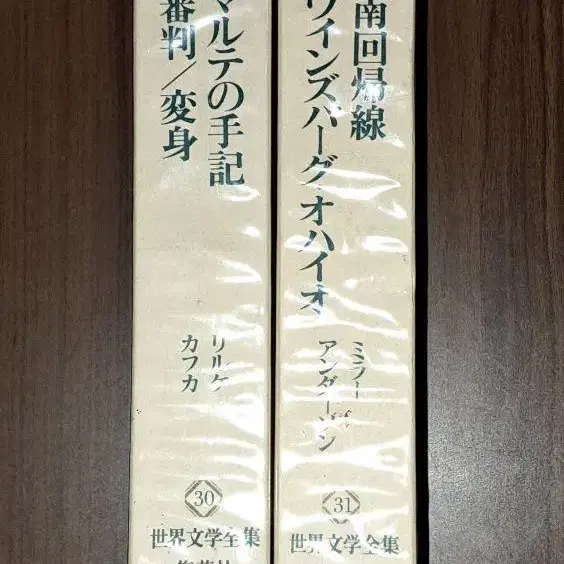 マルテの手記
審判/変身
リルケ
カフカ
30
世界文学全集
南回帰線
ワインズバーグ・オハイオ
ミラー
アンダーソン
31
世界文学全集